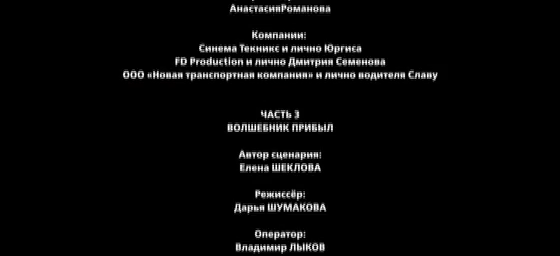 АнастасияРоманова
Компании:
Синема Текникс и лично Юргиса
FD Production и лично Дмитрия Семенова
ООО «Новая транспортная компания» и лично водителя Славу
ЧАСТЬ 3
ВОЛШЕБНИК ПРИБЫЛ
Автор сценария:
Елена ШЕКЛОВА
Режиссёр:
Дарья ШУМАКОВА
Оператор:
Владимир ЛЫКОВ